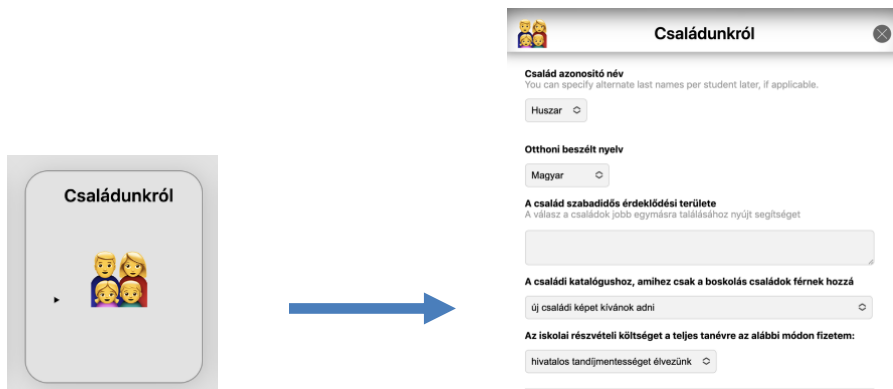 Családunkról
Családunkról
Család azonositó név
You can specify alternate last names per student later, if applicable.
Huszar
Otthoni beszélt nyelv
Magyar
A család szabadidős érdeklődési területe
A válasz a családok jobb egymásra találásához nyújt segítséget
A családi katalógushoz, amihez csak a boskolás családok férnek hozzá
új családi képet kívánok adni
Az iskolai részvételi költséget a teljes tanévre az alábbi módon fizetem:
hivatalos tandíjmentességet élvezünk